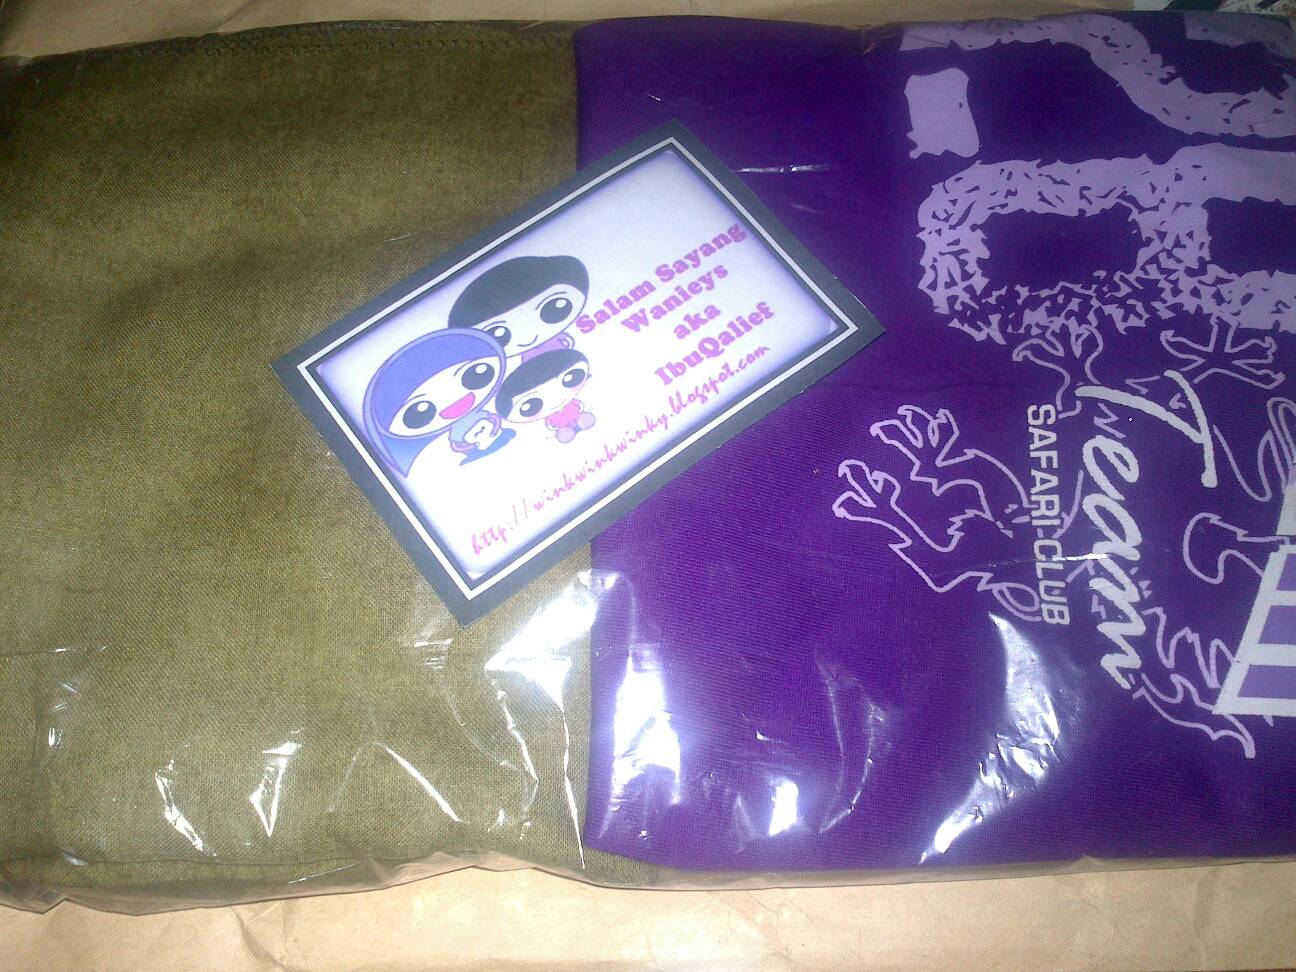 Salam Sayang
Wanieys
aka
IbuQalief
http://winkwinkwinky.blogspot.com
Team
SAFARI-CLUB